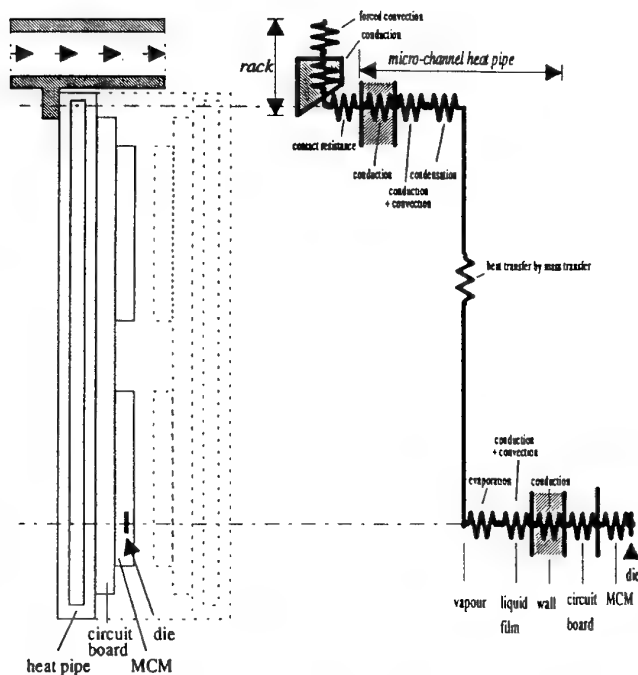 forced convection
conduction
rack
micro-channel heat pipe
contact resistance
conduction
condensation
conduction
+ convection
heat transfer by mass transfer
conduction
+ convection
evaporation
conduction
die
vapour
liquid
film
wall
circuit
board
MCM
circuit
board
die
heat pipe
MCM